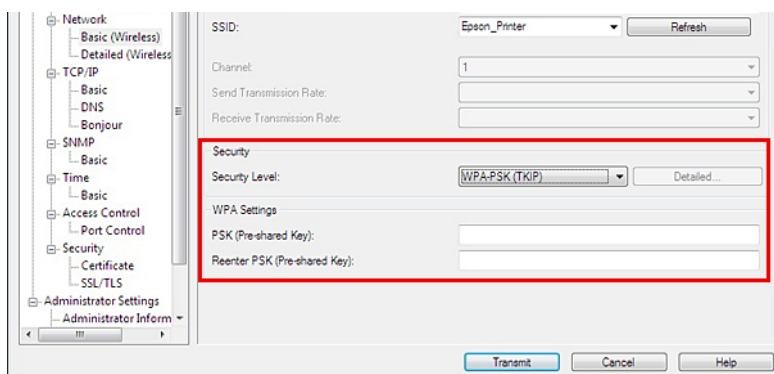 Network
Basic (Wireless)
Detailed (Wireless
TCP/IP
Basic
DNS
Bonjour
SNMP
Basic
Time
Basic
Access Control
Port Control
Security
Certificate
SSL/TLS
Administrator Settings
Administrator Inform
SSID:
Epson_Printer
Refresh
Channel:
1
Send Transmission Rate:
Receive Transmission Rate:
Security
Security Level:
WPA-PSK (TKIP)
Detailed...
WPA Settings
PSK (Pre-shared Key):
Reenter PSK (Pre-shared Key):
Transmit
Cancel
Help